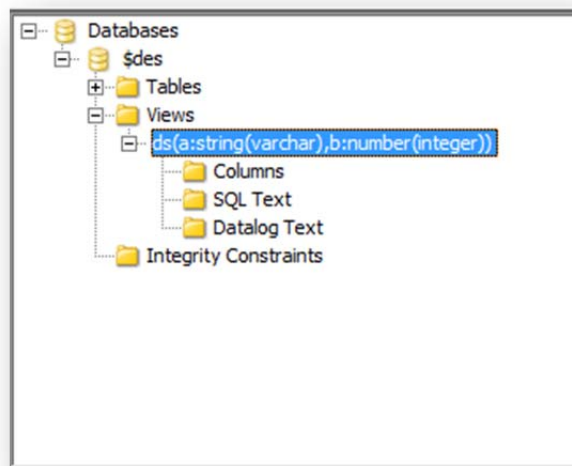 Databases
$des
Tables
Views
ds(a:string(varchar),b:number(integer))
Columns
SQL Text
Datalog Text
Integrity Constraints